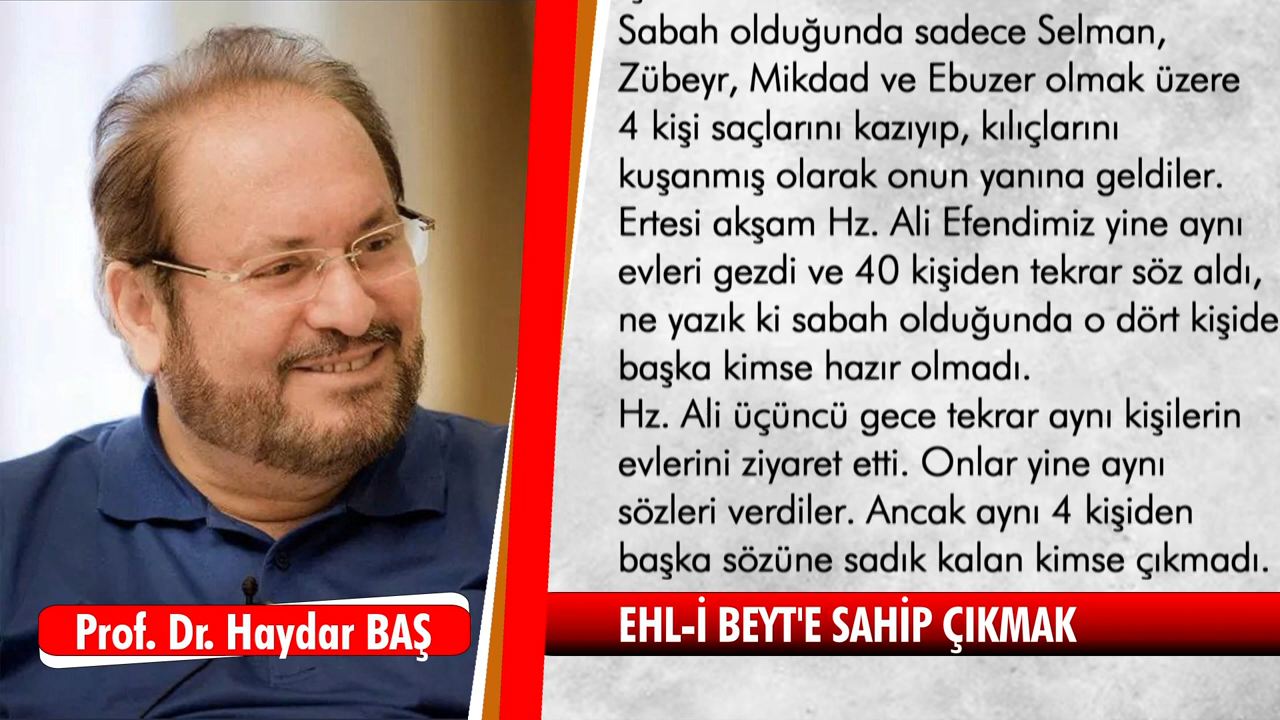 Sabah olduğunda sadece Selman,
Zübeyr, Mikdad ve Ebuzer olmak üzere
4 kişi saçlarını kazıyıp, kılıçlarını
kuşanmış olarak onun yanına geldiler.
Ertesi akşam Hz. Ali Efendimiz yine aynı
evleri gezdi ve 40 kişiden tekrar söz aldı,
ne yazık ki sabah olduğunda o dört kişide
başka kimse hazır olmadı.
Hz. Ali üçüncü gece tekrar aynı kişilerin
evlerini ziyaret etti. Onlar yine aynı
sözleri verdiler. Ancak aynı 4 kişiden
başka sözüne sadık kalan kimse çıkmadı.
Prof. Dr. Haydar BAŞ
EHL-İ BEYT'E SAHİP ÇIKMAK